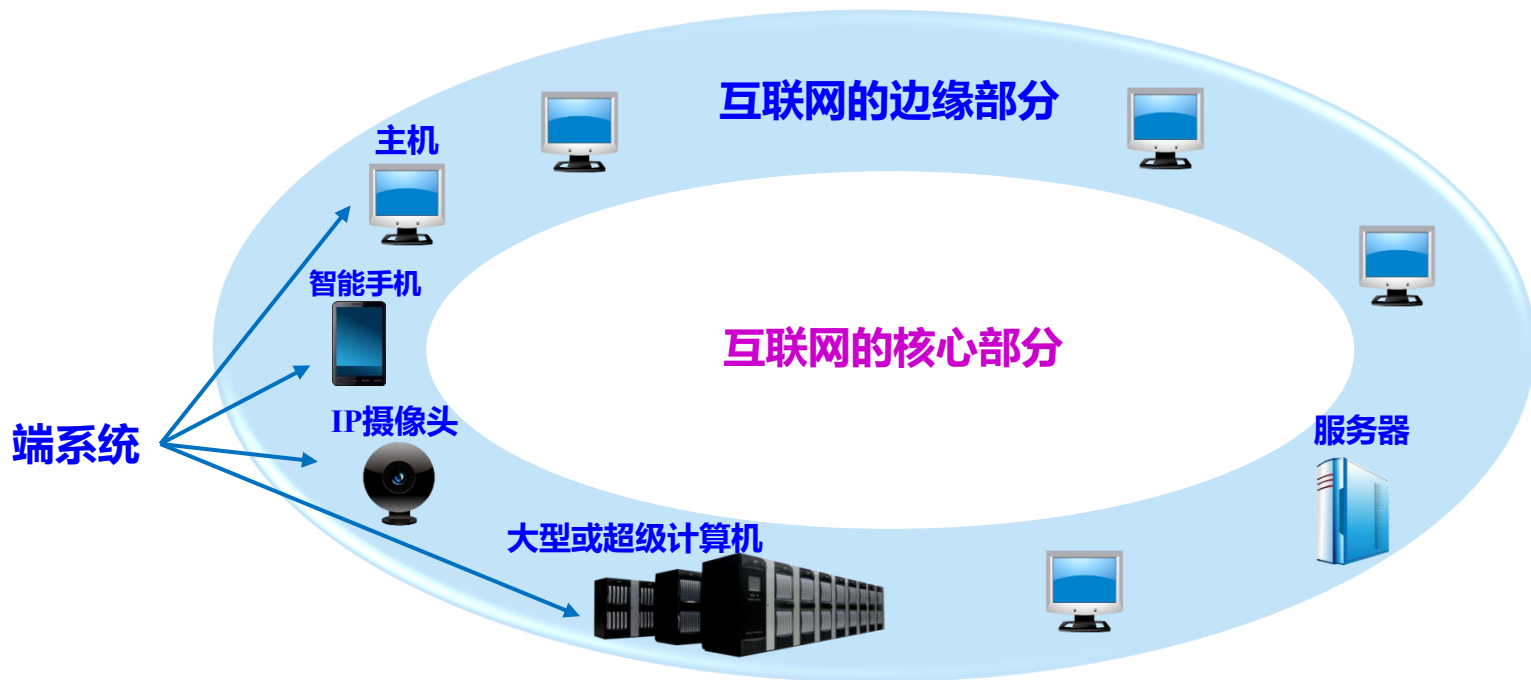 互联网的边缘部分
主机
智能手机
互联网的核心部分
IP摄像头
端系统
服务器
大型或超级计算机